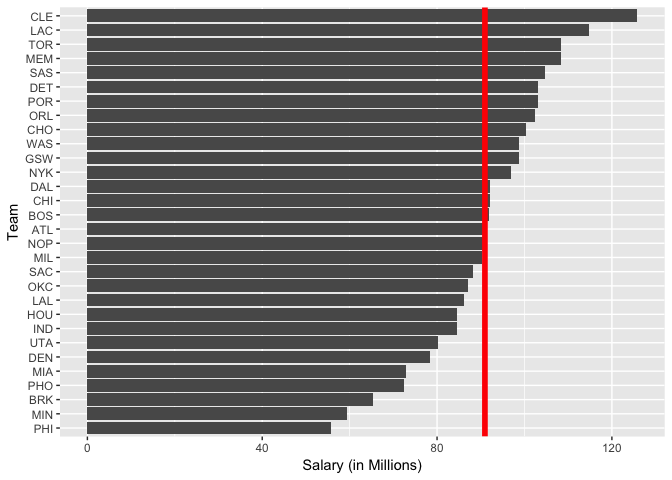 CLE
LAC
TOR
MEM
SAS
DET
POR
ORL
CHO
WAS
GSW
NYK
DAL
CHI
BOS
ATL
NOP
MIL
SAC
OKC
LAL
HOU
IND
UTA
DEN
MIA
PHO
BRK
MIN
PHI
Team
0 40 80 120
Salary (in Millions)